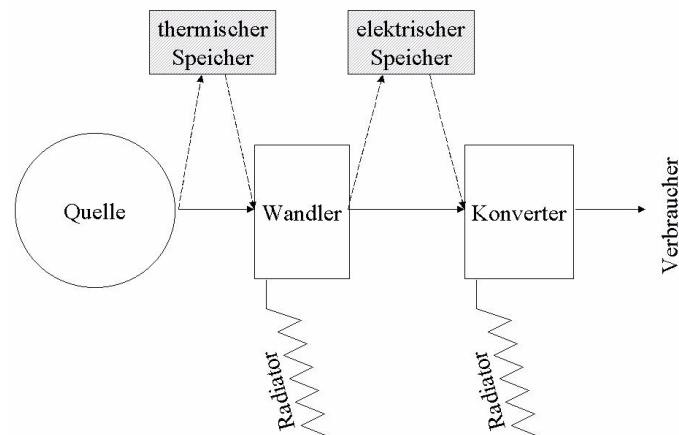 thermischer
Speicher
elektrischer
Speicher
Quelle
Wandler
Konverter
Verbraucher
Radiator
Radiator